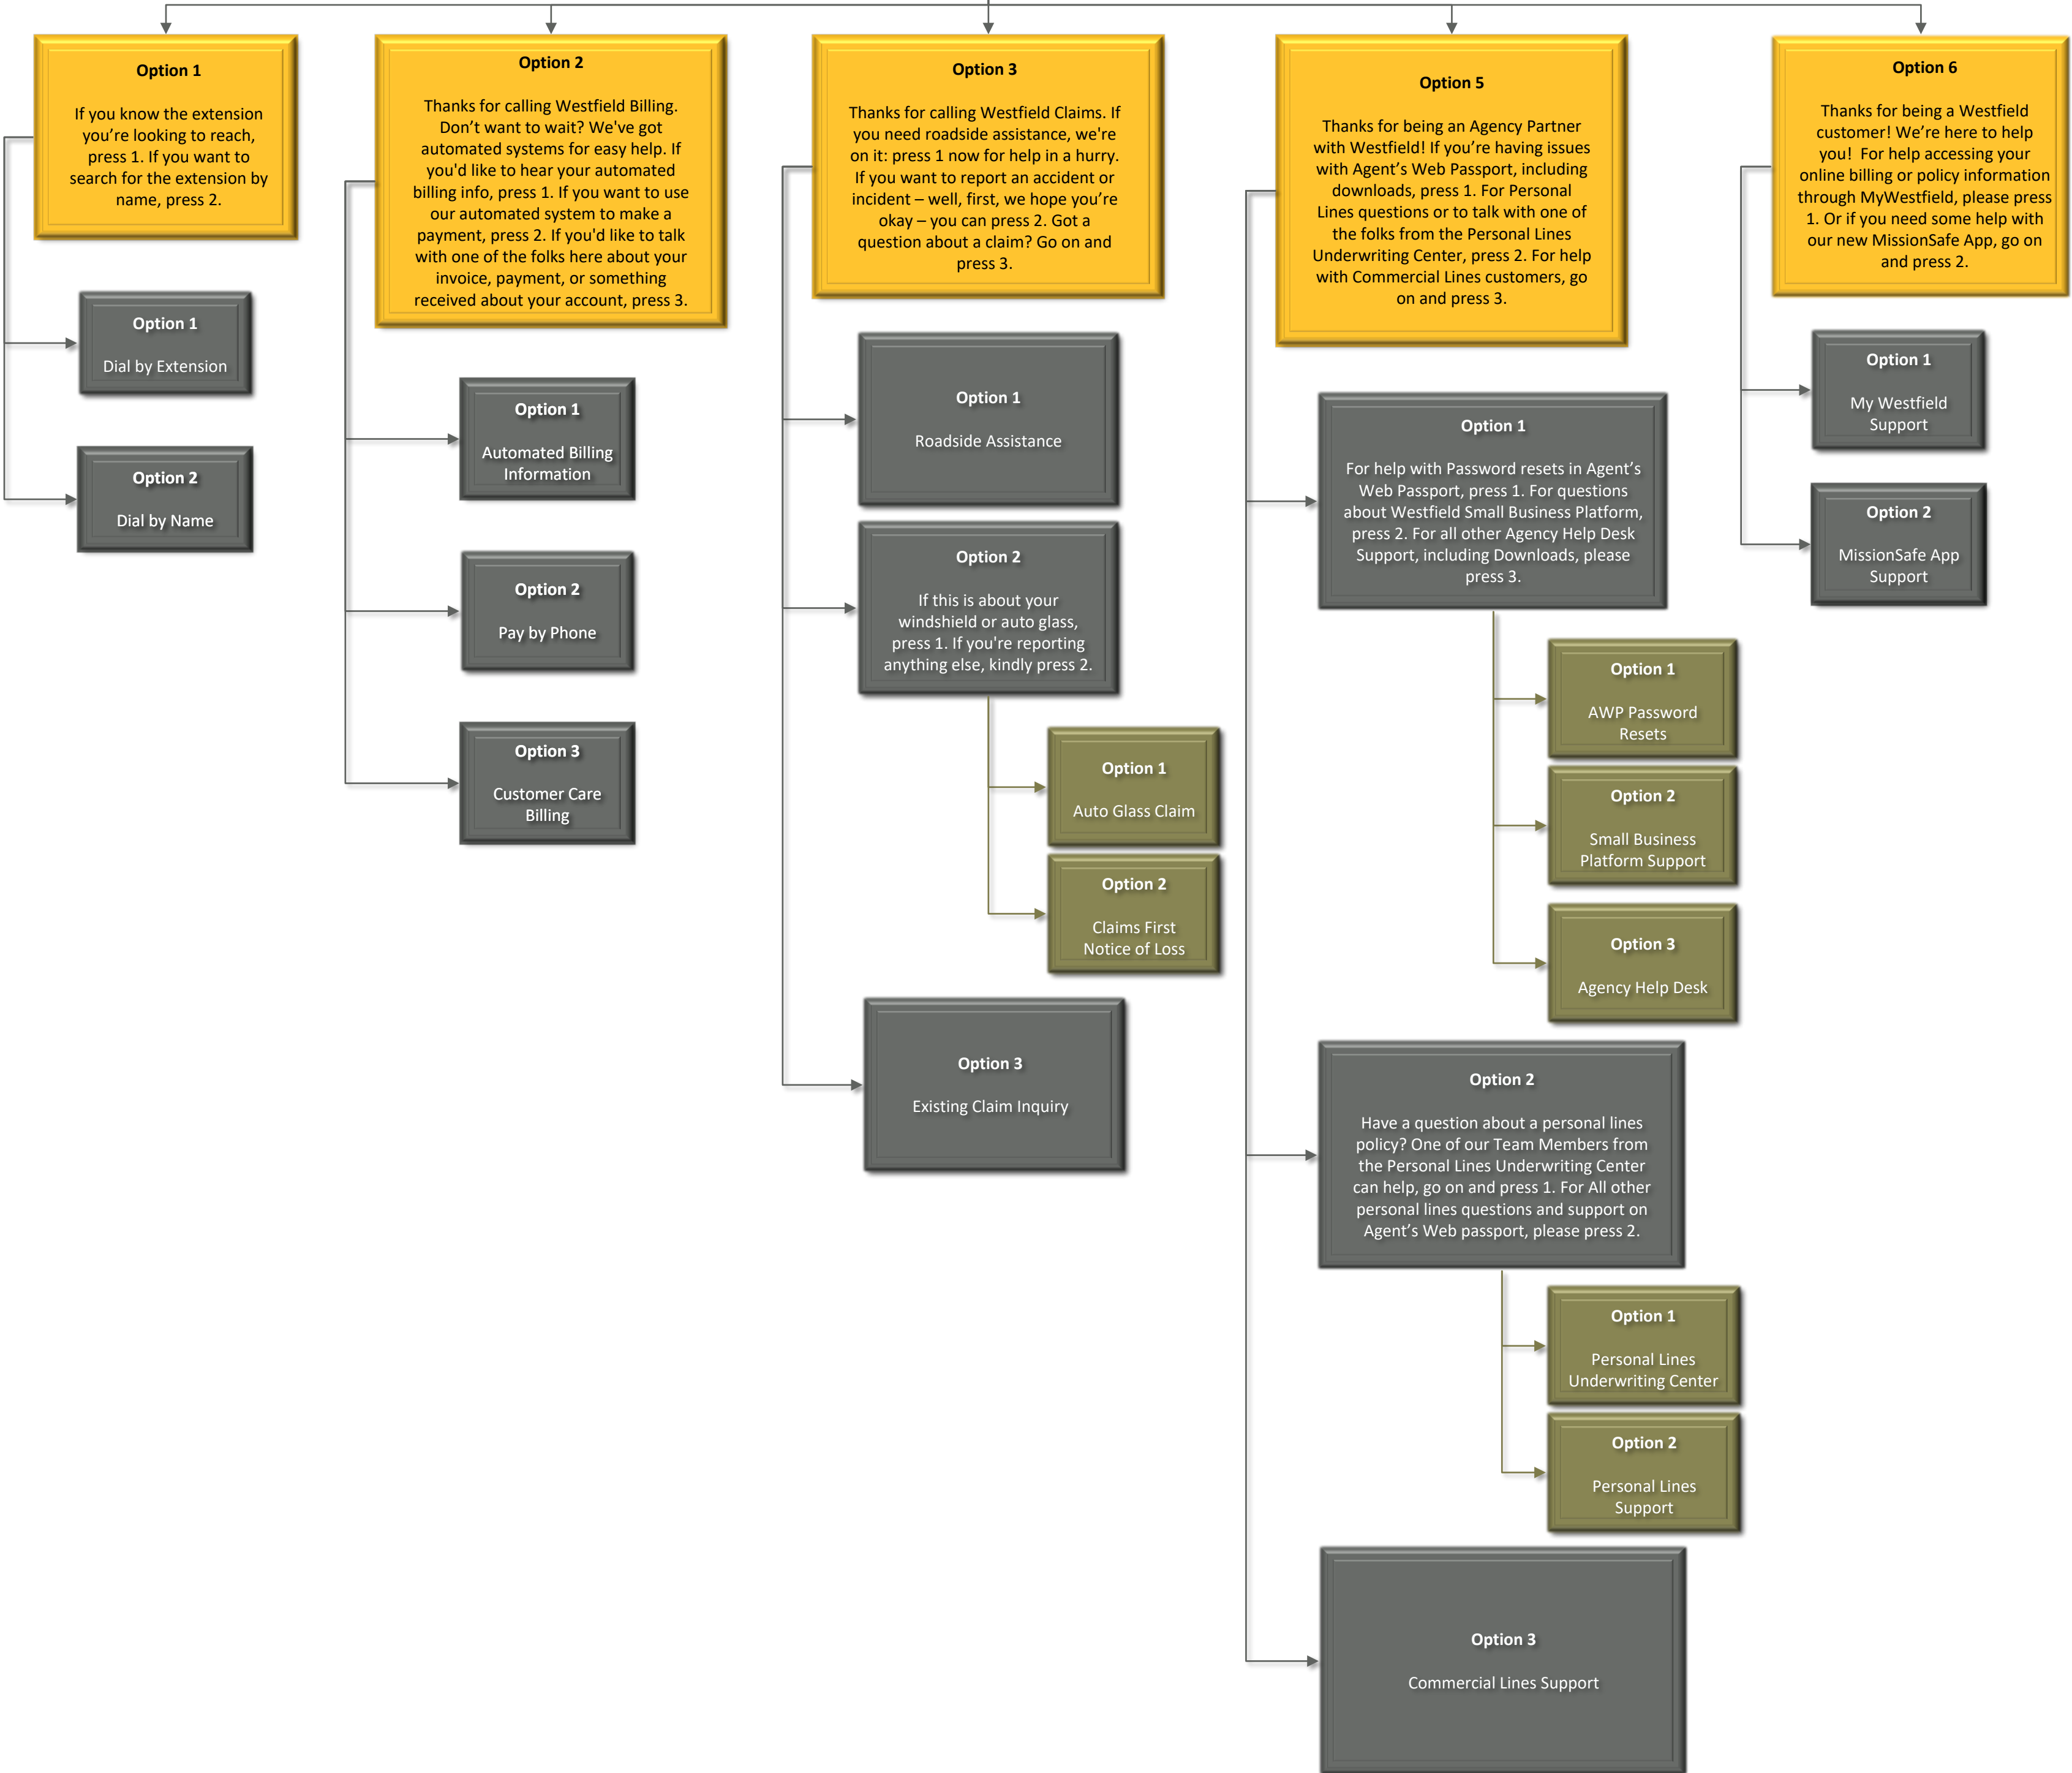 Option 1
If you know the extension
you’re looking to reach,
press 1. If you want to
search for the extension by
name, press 2.
Option 1
Dial by Extension
Option 2
Dial by Name
Option 2
Thanks for calling Westfield Billing.
Don’t want to wait? We've got
automated systems for easy help. If
you'd like to hear your automated
billing info, press 1. If you want to use
our automated system to make a
payment, press 2. If you'd like to talk
with one of the folks here about your
invoice, payment, or something
received about your account, press 3.
Option 1
Automated Billing
Information
Option 2
Pay by Phone
Option 3
Customer Care
Billing
Option 3
Thanks for calling Westfield Claims. If
you need roadside assistance, we're
on it: press 1 now for help in a hurry.
If you want to report an accident or
incident – well, first, we hope you’re
okay – you can press 2. Got a
question about a claim? Go on and
press 3.
Option 1
Roadside Assistance
Option 2
If this is about your
windshield or auto glass,
press 1. If you're reporting
anything else, kindly press 2.
Option 1
Auto Glass Claim
Option 2
Claims First
Notice of Loss
Option 3
Existing Claim Inquiry
Option 5
Thanks for being an Agency Partner
with Westfield! If you’re having issues
with Agent’s Web Passport, including
downloads, press 1. For Personal
Lines questions or to talk with one of
the folks from the Personal Lines
Underwriting Center, press 2. For help
with Commercial Lines customers, go
on and press 3.
Option 1
For help with Password resets in Agent’s
Web Passport, press 1. For questions
about Westfield Small Business Platform,
press 2. For all other Agency Help Desk
Support, including Downloads, please
press 3.
Option 1
AWP Password
Resets
Option 2
Small Business
Platform Support
Option 3
Agency Help Desk
Option 2
Have a question about a personal lines
policy? One of our Team Members from
the Personal Lines Underwriting Center
can help, go on and press 1. For All other
personal lines questions and support on
Agent’s Web passport, please press 2.
Option 1
Personal Lines
Underwriting Center
Option 2
Personal Lines
Support
Option 3
Commercial Lines Support
Option 6
Thanks for being a Westfield
customer! We’re here to help
you!  For help accessing your
online billing or policy information
through MyWestfield, please press
1. Or if you need some help with
our new MissionSafe App, go on
and press 2.
Option 1
My Westfield
Support
Option 2
MissionSafe App
Support